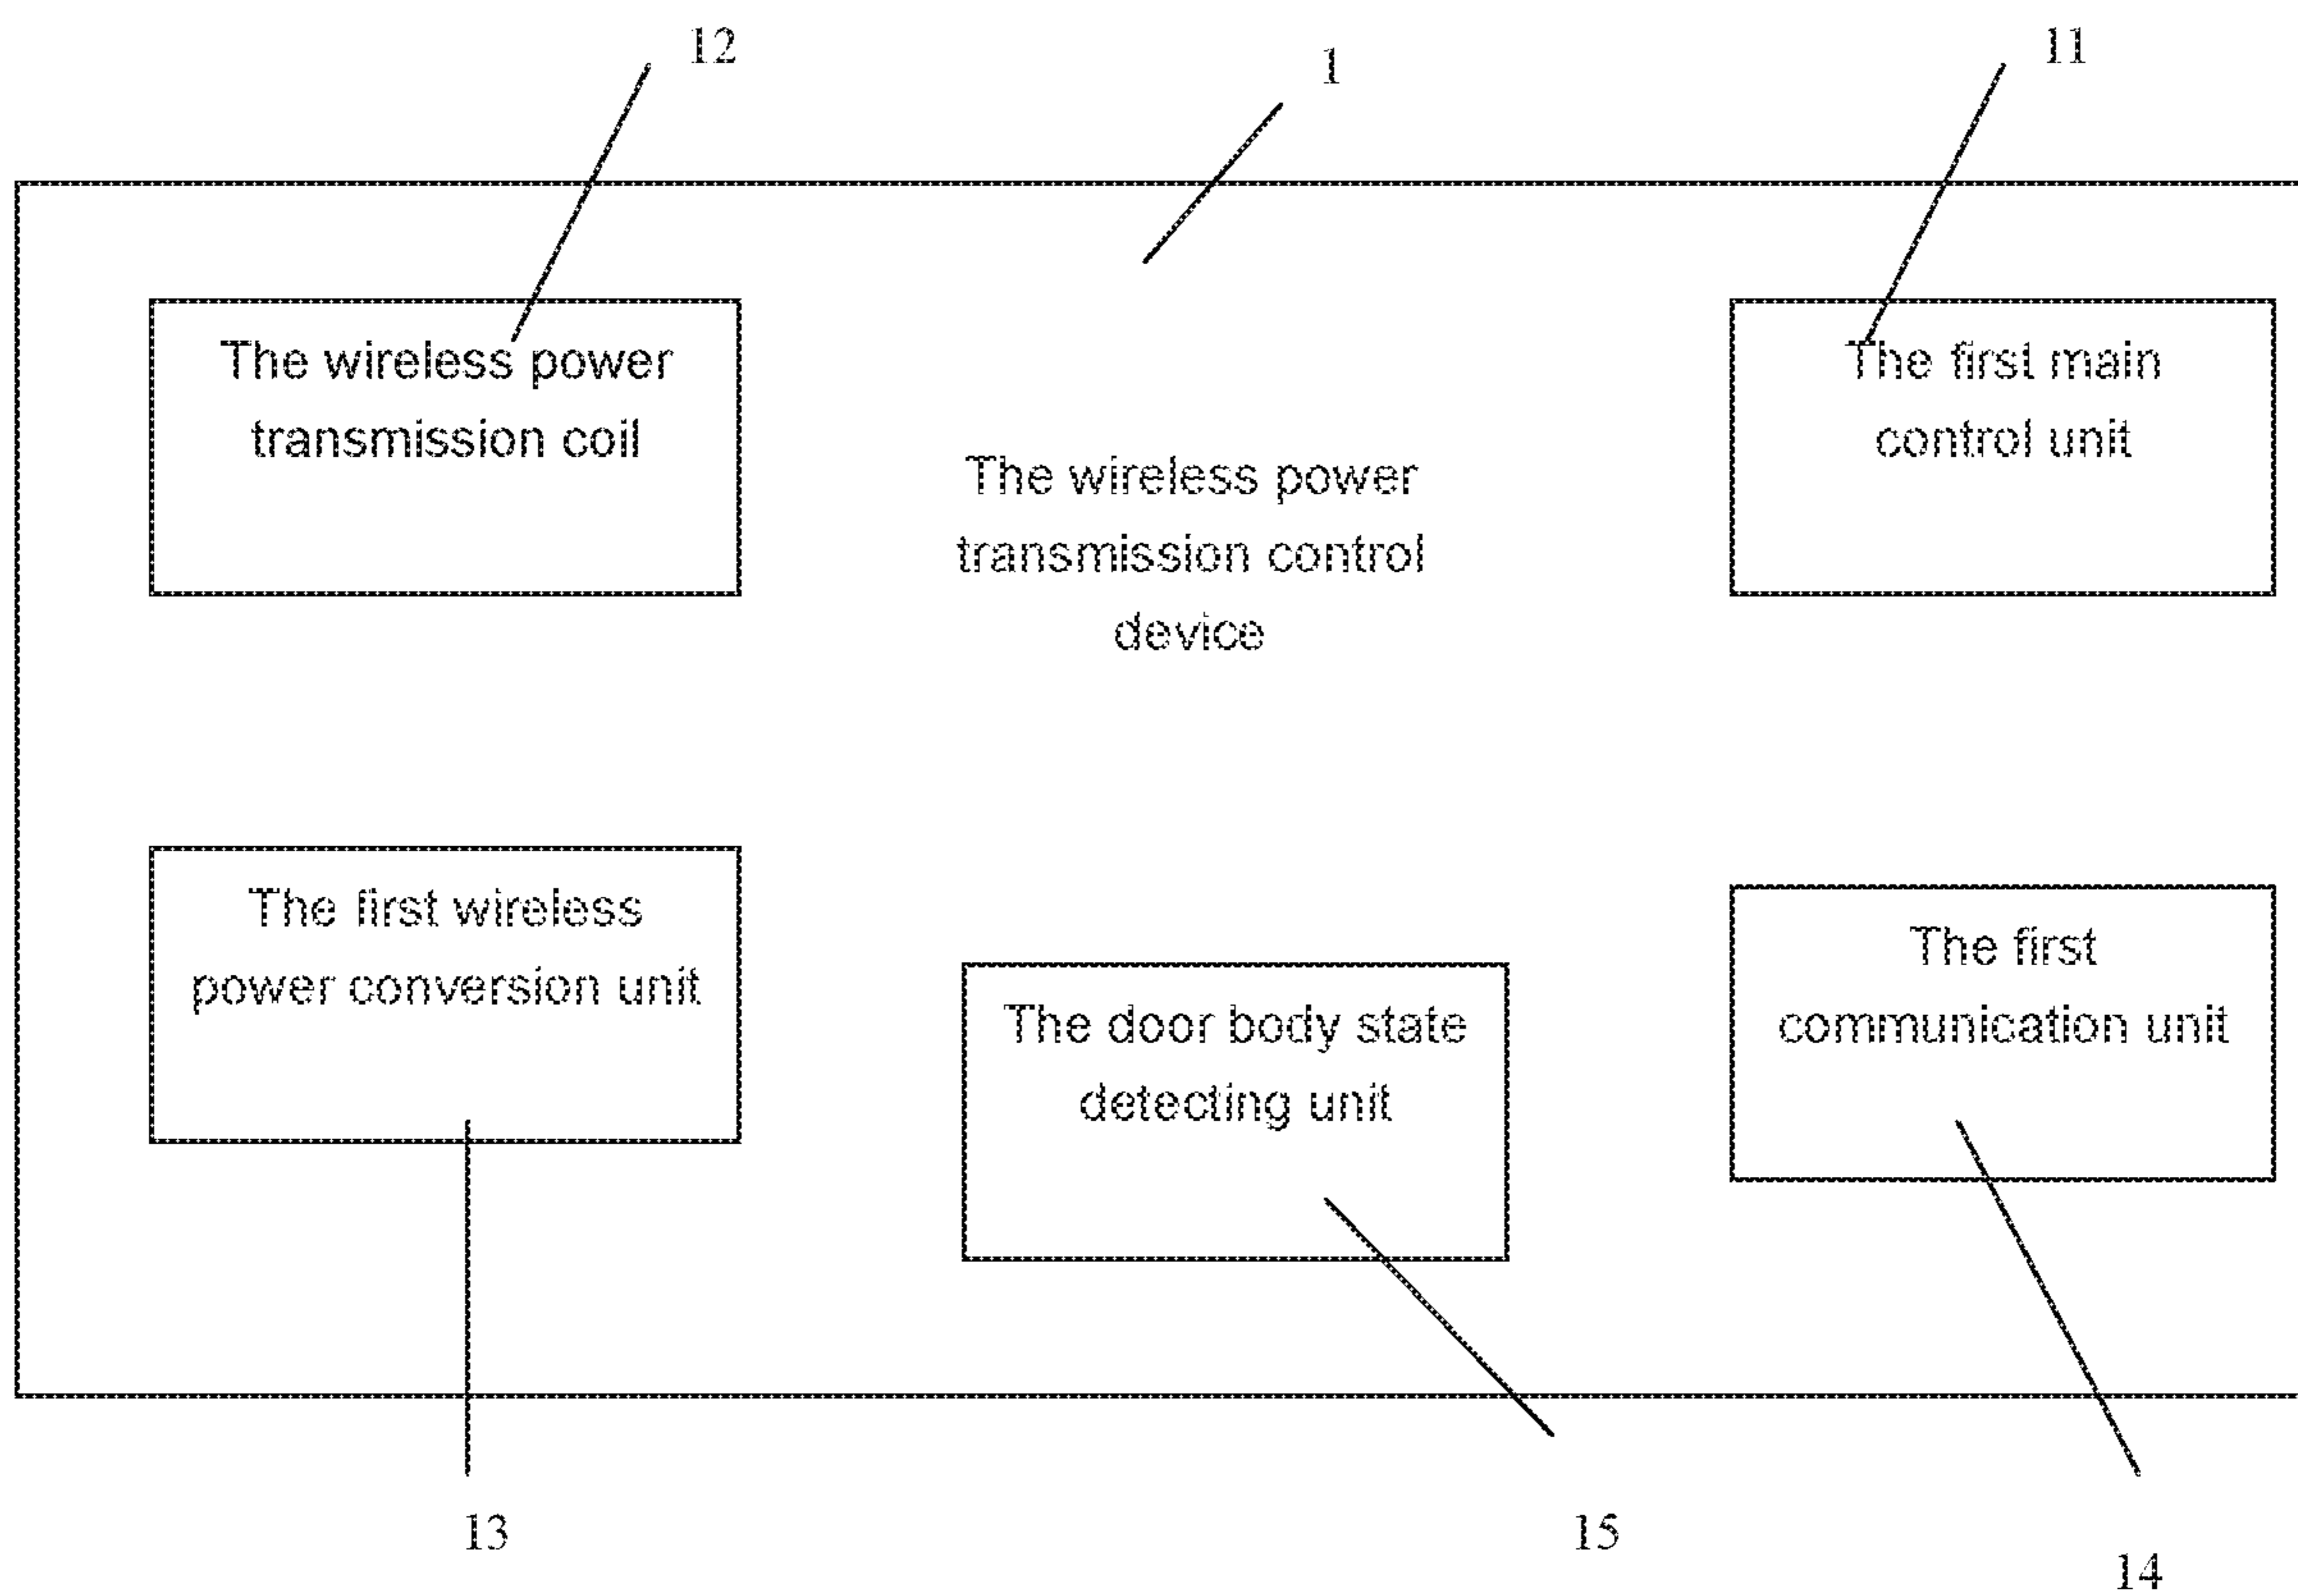 12
1
11
The wireless power
transmission coil
The first main
control unit
The wireless power
transmission control
device
The first wireless
power conversion unit
The first
communication unit
The door body state
detecting unit
13
15
14